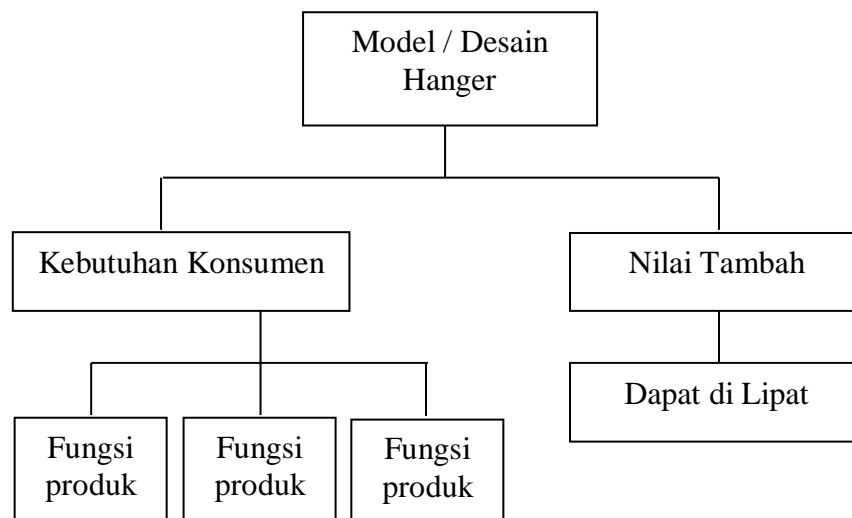 Model / Desain
Hanger
Kebutuhan Konsumen
Nilai Tambah
Dapat di Lipat
Fungsi
produk
Fungsi
produk
Fungsi
produk